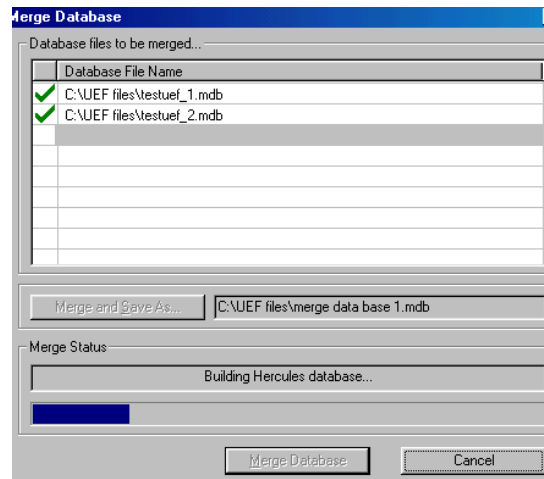 Merge Database
Database files to be merged...
Database File Name
C:\UEF files\testuef_1.mdb
C:\UEF files\testuef_2.mdb
Merge and Save As...
C:\UEF files\merge data base 1.mdb
Merge Status
Building Hercules database...
Merge Database
Cancel